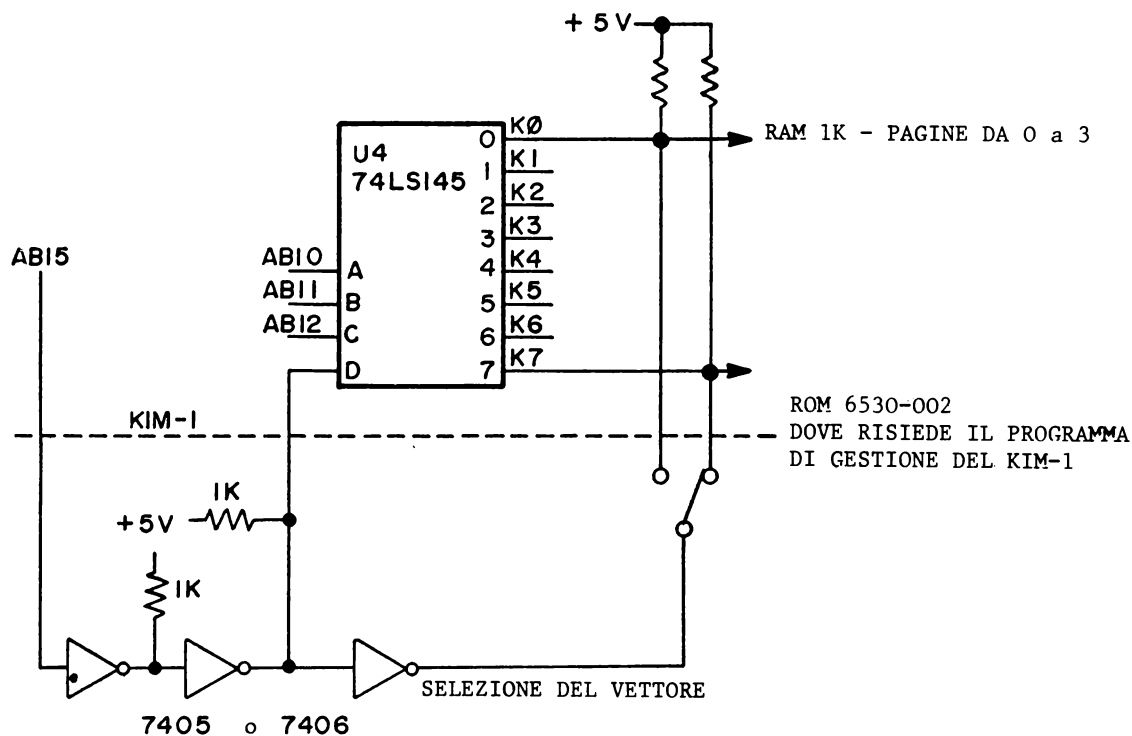 + 5V
RAM 1K - PAGINE DA 0 a 3
U4
74LS145
0 KØ
1 K1
2 K2
3 K3
4 K4
5 K5
6 K6
7 K7
AB15
AB10 A
AB11 B
AB12 C
D
KIM-1
ROM 6530-002
DOVE RISIEDE IL PROGRAMMA
DI GESTIONE DEL KIM-1
1K
+5V
1K
SELEZIONE DEL VETTORE
7405 o 7406